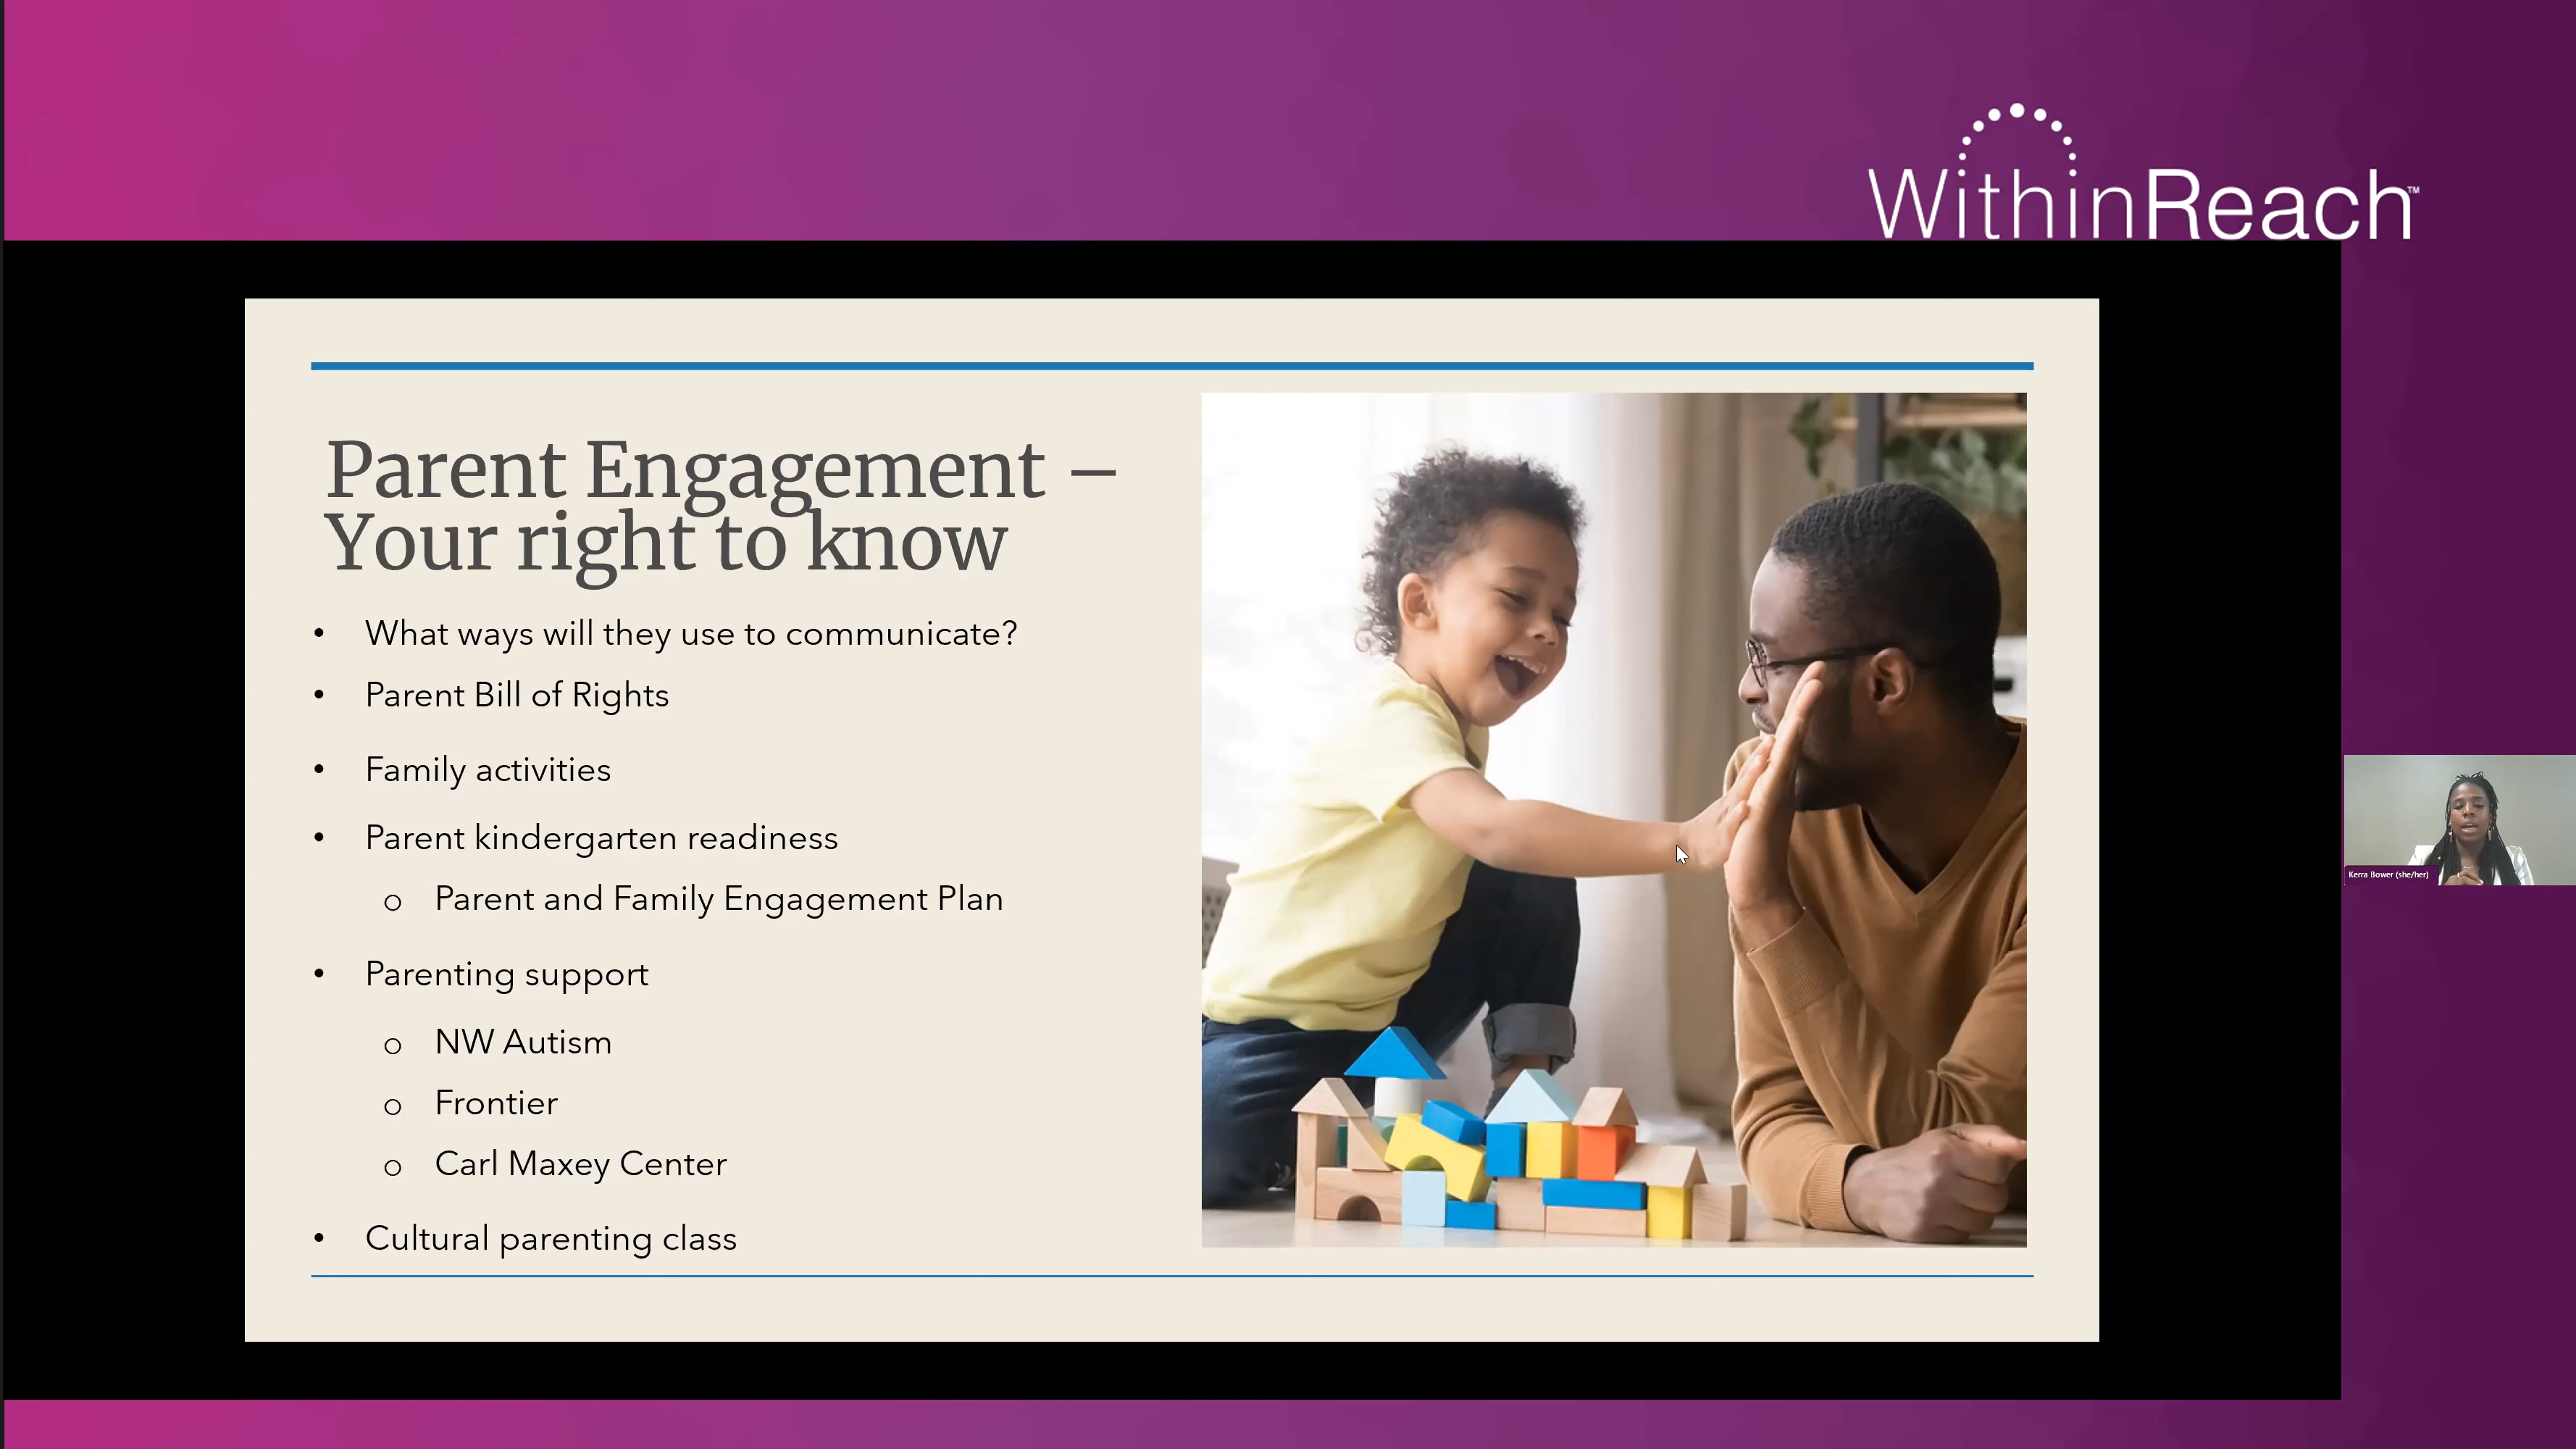 WithinReach™
Parent Engagement –
Your right to know
• What ways will they use to communicate?
• Parent Bill of Rights
• Family activities
• Parent kindergarten readiness
o Parent and Family Engagement Plan
• Parenting support
o NW Autism
o Frontier
o Carl Maxey Center
• Cultural parenting class
Kerra Bower (she/her)